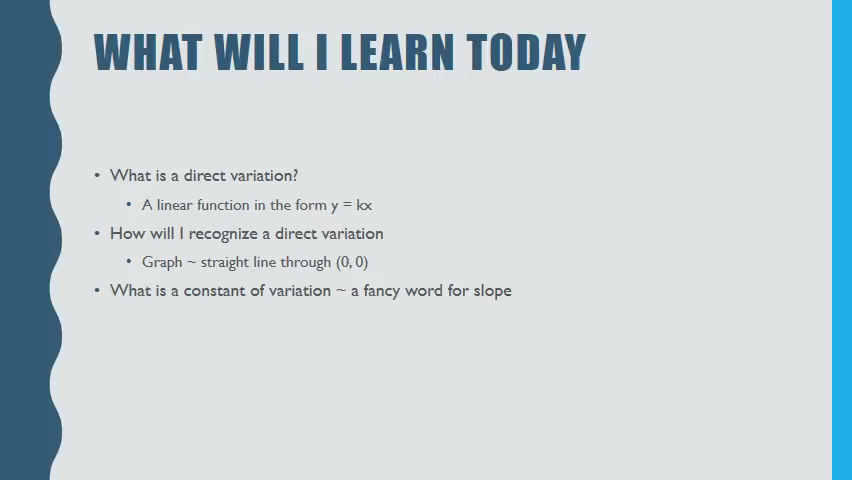 WHAT WILL I LEARN TODAY
• What is a direct variation?
• A linear function in the form y = kx
• How will I recognize a direct variation
• Graph ~ straight line through (0, 0)
• What is a constant of variation ~ a fancy word for slope